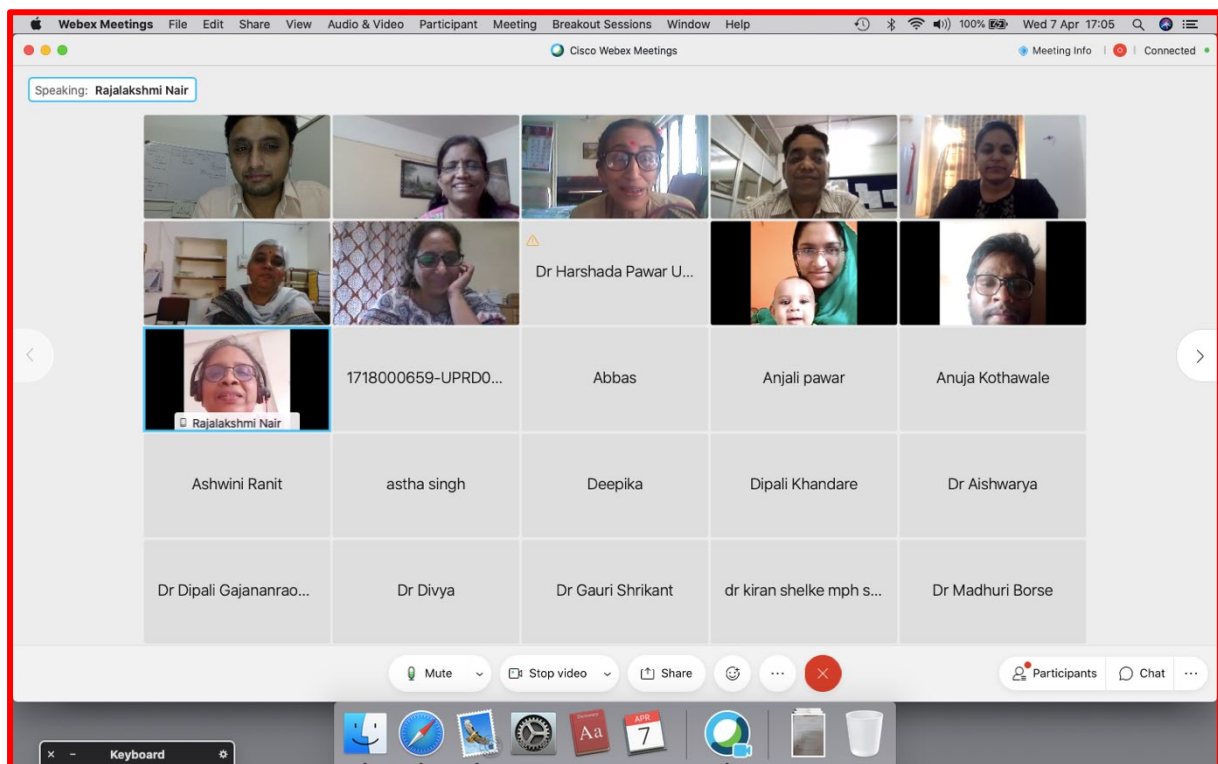 Webex Meetings File Edit Share View Audio & Video Participant Meeting Breakout Sessions Window Help 100% Wed 7 Apr 17:05
Cisco Webex Meetings Meeting Info Connected
Speaking: Rajalakshmi Nair
Dr Harshada Pawar U...
Rajalakshmi Nair
1718000659-UPRD0... Abbas Anjali pawar Anuja Kothawale
Ashwini Ranit astha singh Deepika Dipali Khandare Dr Aishwarya
Dr Dipali Gajananrao... Dr Divya Dr Gauri Shrikant dr kiran shelke mph s... Dr Madhuri Borse
Mute Stop video Share Participants Chat
Aa APR 7
Keyboard